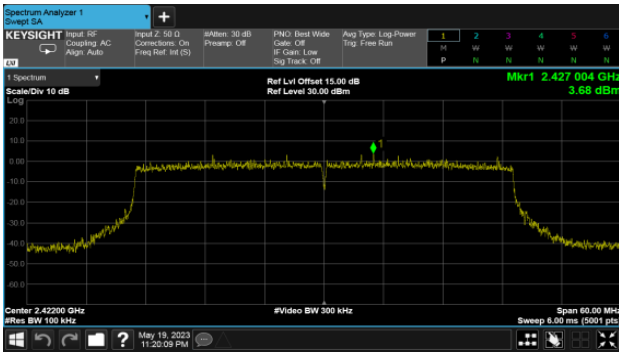 Spectrum Analyzer 1
Swept SA
KEYSIGHT
LXI
Input: RF
Coupling: AC
Align: Auto
Input Z: 50 Ω
Corrections: On
Freq Ref: Int (S)
#Atten: 30 dB
Preamp: Off
PNO: Best Wide
Gate: Off
IF Gain: Low
Sig Track: Off
Avg Type: Log-Power
Trig: Free Run
1 2 3 4 5 6
M W W W W W
P N N N N N
1 Spectrum
Scale/Div 10 dB
Log
Ref Lvl Offset 15.00 dB
Ref Level 30.00 dBm
Mkr1 2.427 004 GHz
3.68 dBm
20.0
10.0
0.00
-10.0
-20.0
-30.0
-40.0
-50.0
-60.0
1
Center 2.42200 GHz
#Res BW 100 kHz
#Video BW 300 kHz
Span 60.00 MHz
Sweep 6.00 ms (5001 pts)
?
May 19, 2023
11:20:09 PM